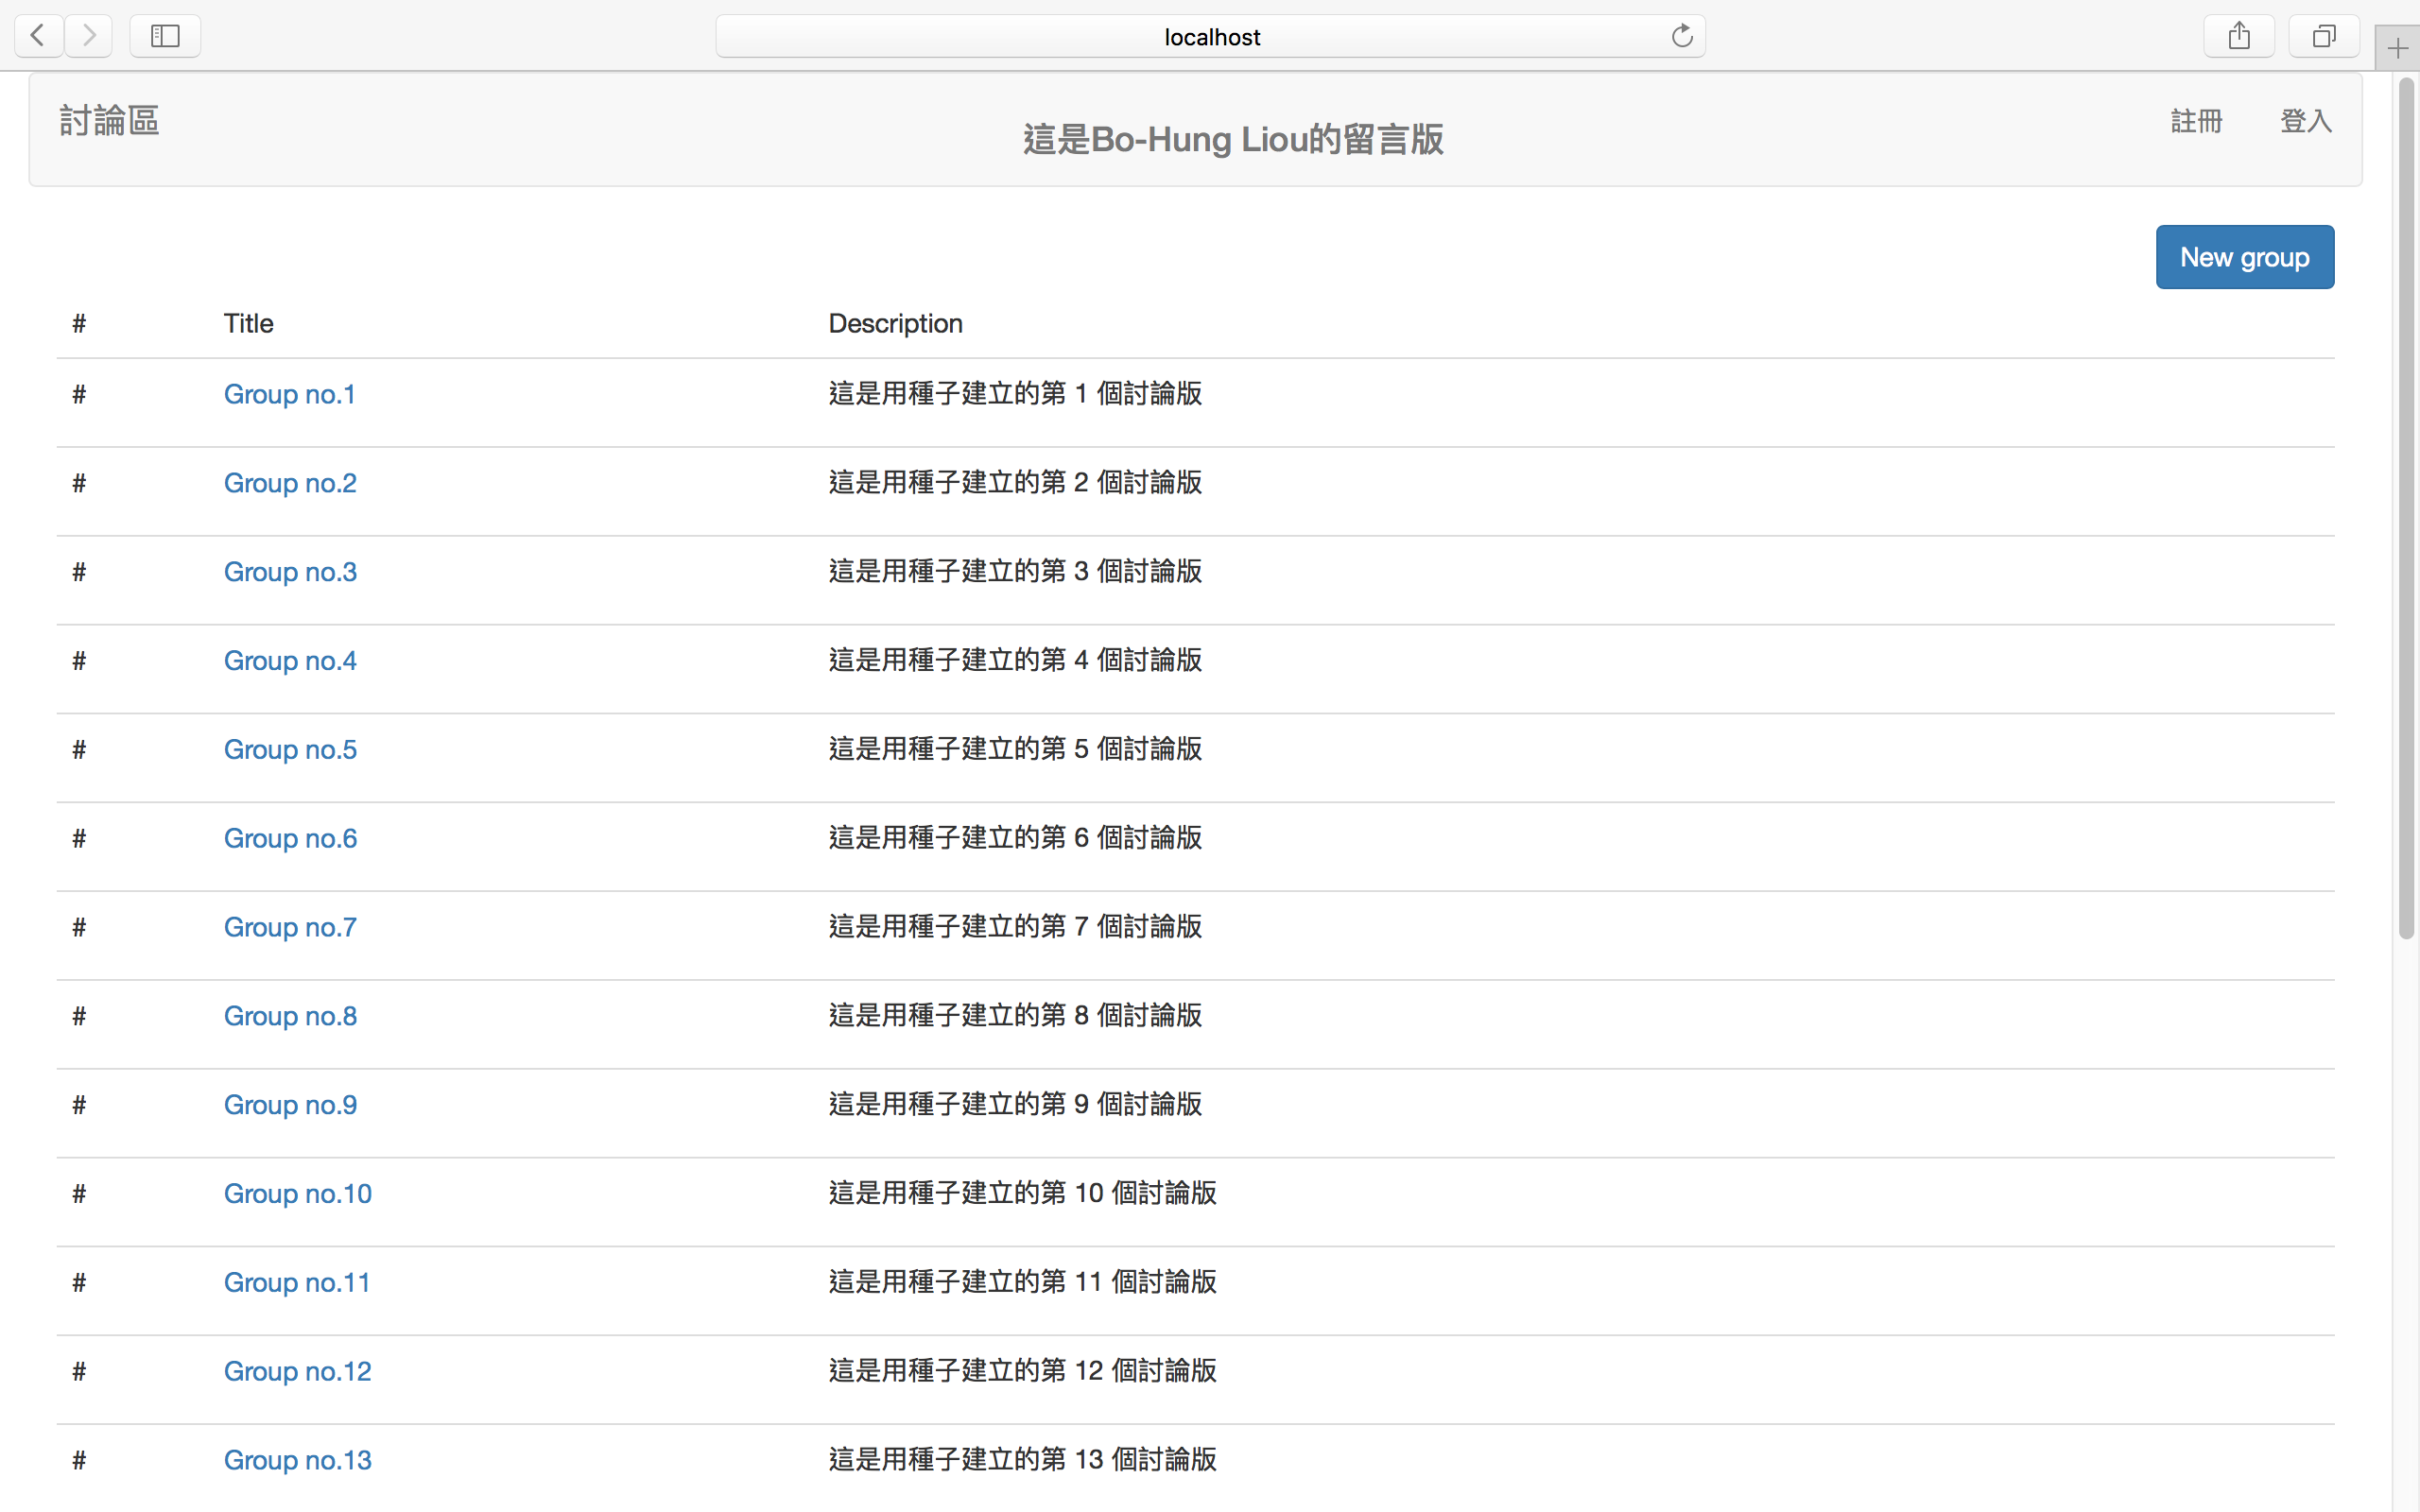 localhost
討論區 這是Bo-Hung Liou的留言版 註冊 登入
New group
# Title Description
# Group no.1 這是用種子建立的第 1 個討論版
# Group no.2 這是用種子建立的第 2 個討論版
# Group no.3 這是用種子建立的第 3 個討論版
# Group no.4 這是用種子建立的第 4 個討論版
# Group no.5 這是用種子建立的第 5 個討論版
# Group no.6 這是用種子建立的第 6 個討論版
# Group no.7 這是用種子建立的第 7 個討論版
# Group no.8 這是用種子建立的第 8 個討論版
# Group no.9 這是用種子建立的第 9 個討論版
# Group no.10 這是用種子建立的第 10 個討論版
# Group no.11 這是用種子建立的第 11 個討論版
# Group no.12 這是用種子建立的第 12 個討論版
# Group no.13 這是用種子建立的第 13 個討論版